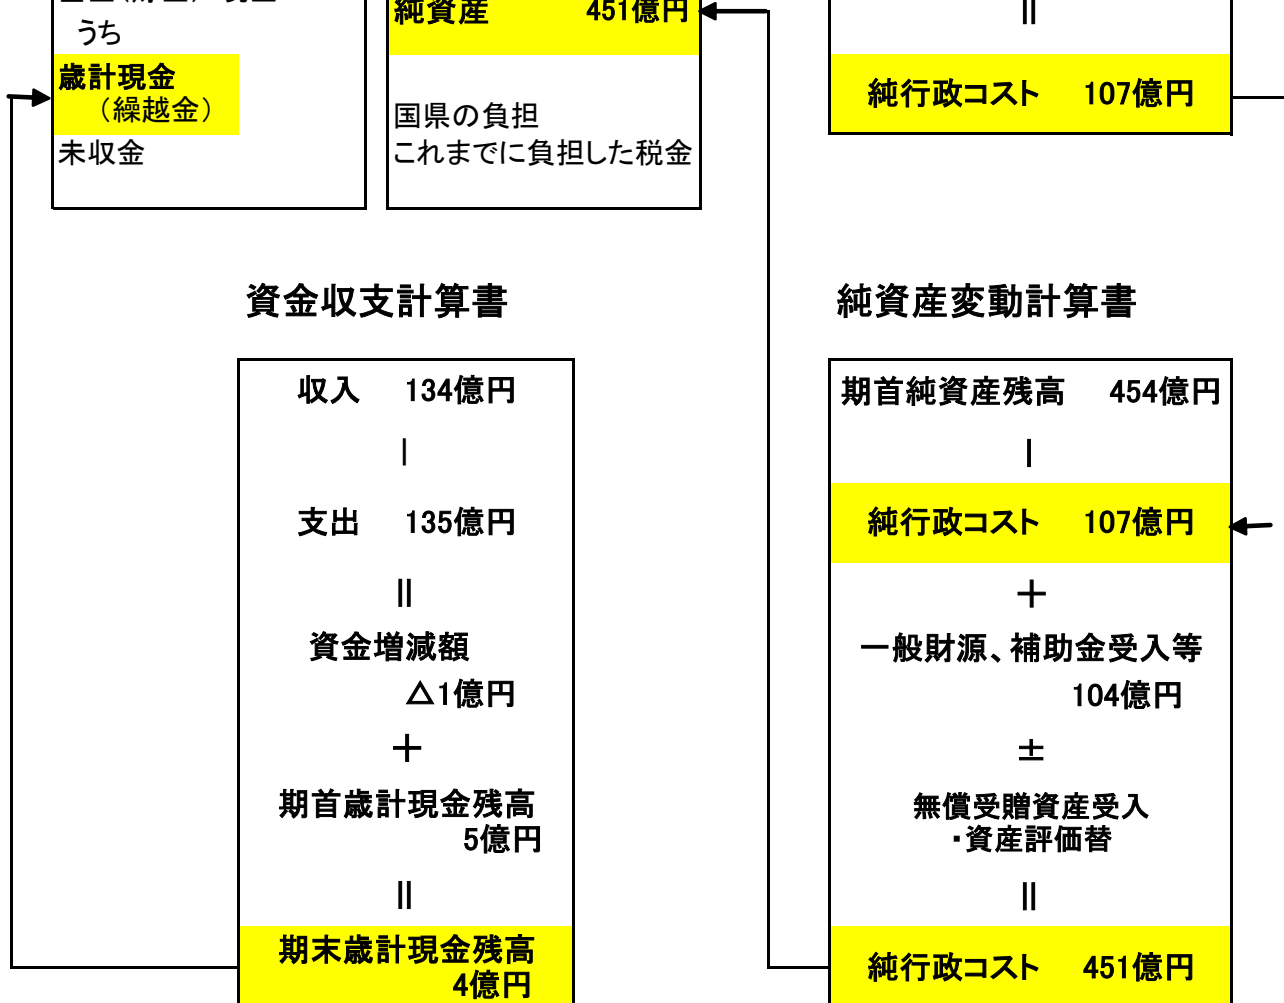 うち
歳計現金
（繰越金）
未収金
純資産 451億円
国県の負担
これまでに負担した税金
||
純行政コスト 107億円
資金収支計算書
収入 134億円
－
支出 135億円
||
資金増減額
△1億円
＋
期首歳計現金残高
5億円
||
期末歳計現金残高
4億円
純資産変動計算書
期首純資産残高 454億円
－
純行政コスト 107億円
＋
一般財源、補助金受入等
104億円
±
無償受贈資産受入
・資産評価替
||
純行政コスト 451億円